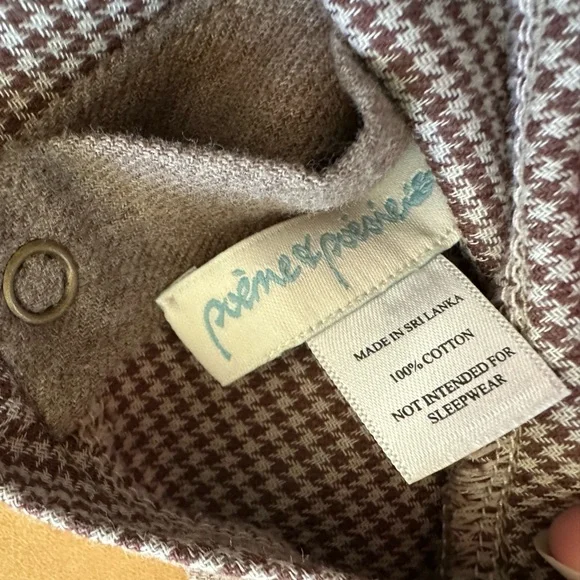 poème & poésie
MADE IN SRI LANKA
100% COTTON
NOT INTENDED FOR
SLEEPWEAR